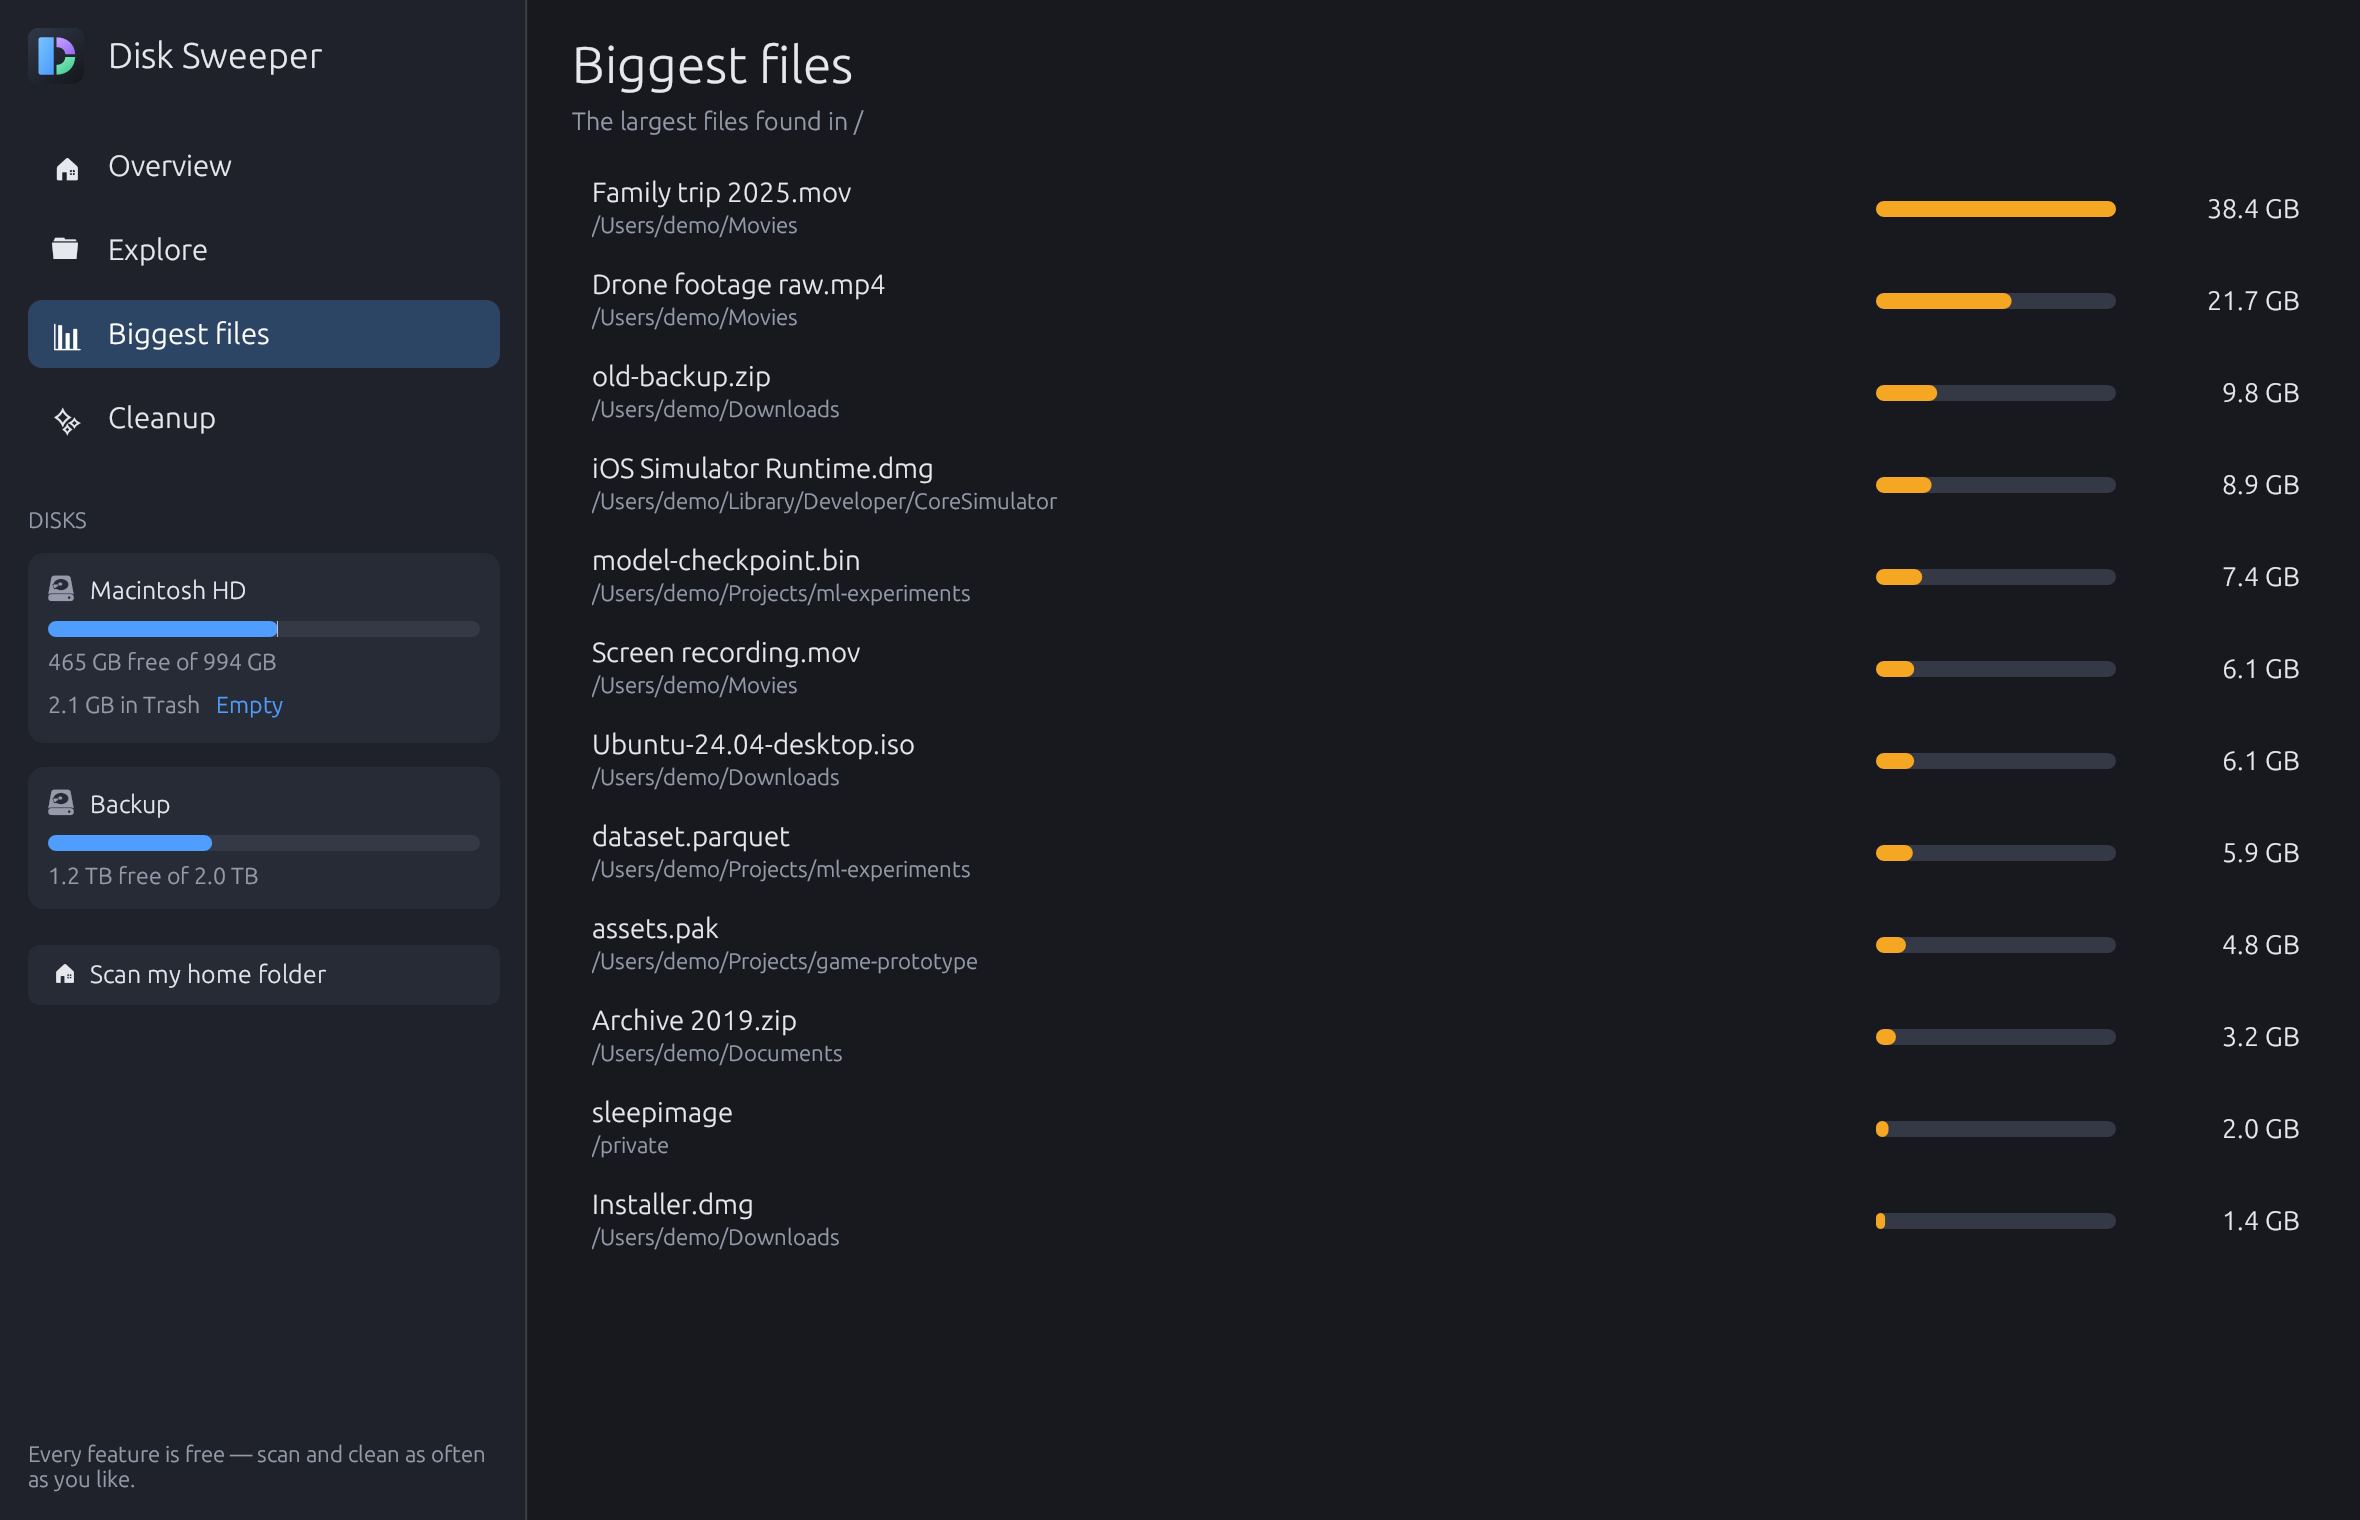 Disk Sweeper
Overview
Explore
Biggest files
Cleanup
DISKS
Macintosh HD
465 GB free of 994 GB
2.1 GB in Trash Empty
Backup
1.2 TB free of 2.0 TB
Scan my home folder
Every feature is free — scan and clean as often
as you like.
Biggest files
The largest files found in /
Family trip 2025.mov
/Users/demo/Movies
38.4 GB
Drone footage raw.mp4
/Users/demo/Movies
21.7 GB
old-backup.zip
/Users/demo/Downloads
9.8 GB
iOS Simulator Runtime.dmg
/Users/demo/Library/Developer/CoreSimulator
8.9 GB
model-checkpoint.bin
/Users/demo/Projects/ml-experiments
7.4 GB
Screen recording.mov
/Users/demo/Movies
6.1 GB
Ubuntu-24.04-desktop.iso
/Users/demo/Downloads
6.1 GB
dataset.parquet
/Users/demo/Projects/ml-experiments
5.9 GB
assets.pak
/Users/demo/Projects/game-prototype
4.8 GB
Archive 2019.zip
/Users/demo/Documents
3.2 GB
sleepimage
/private
2.0 GB
Installer.dmg
/Users/demo/Downloads
1.4 GB